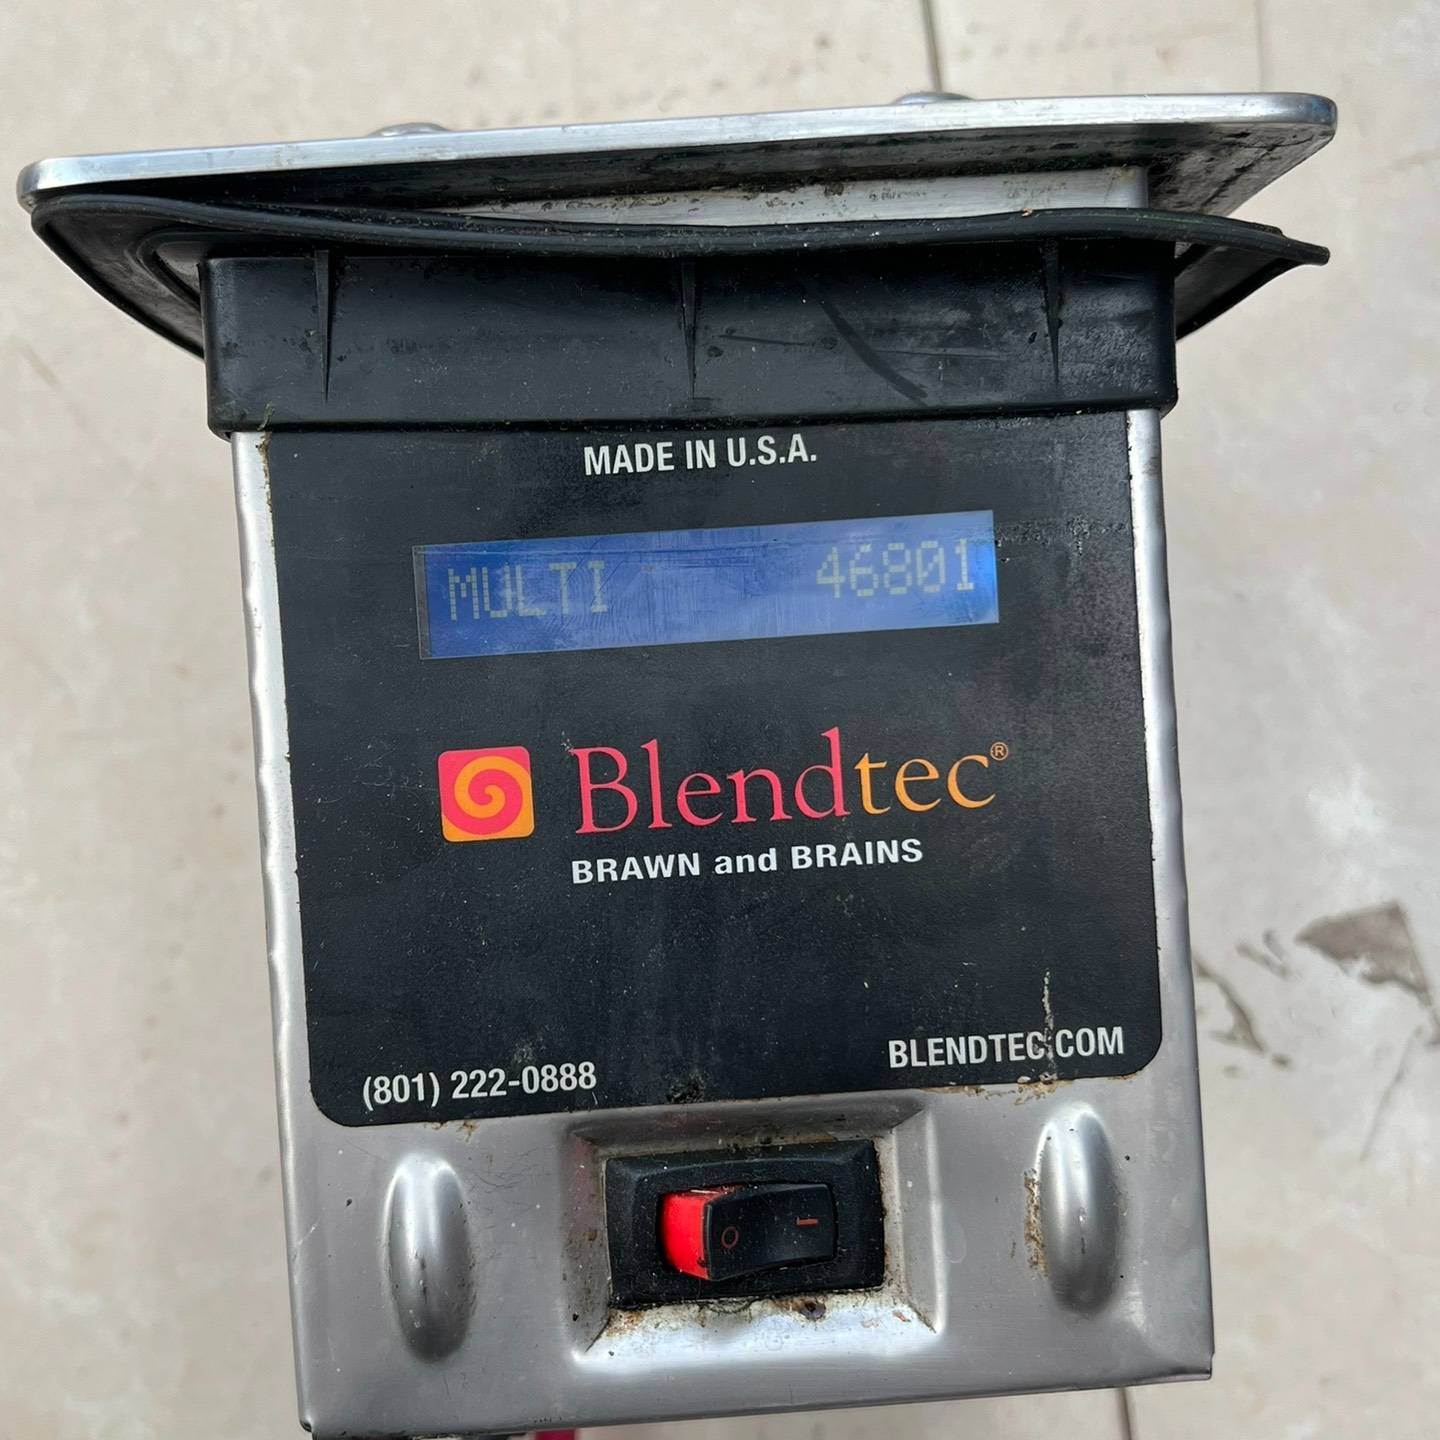 MADE IN U.S.A.
MULTI 46801
Blendtec®
BRAWN and BRAINS
(801) 222-0888
BLENDTEC.COM
O I